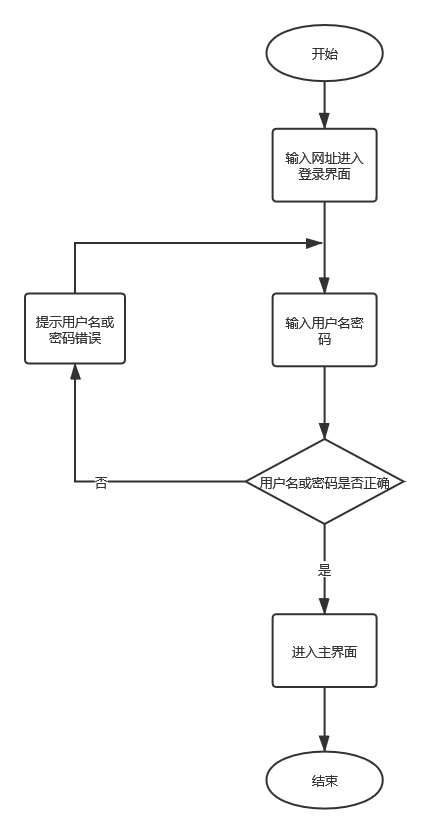 开始
输入网址进入
登录界面
提示用户名或
密码错误
输入用户名密
码
否
用户名或密码是否正确
是
进入主界面
结束